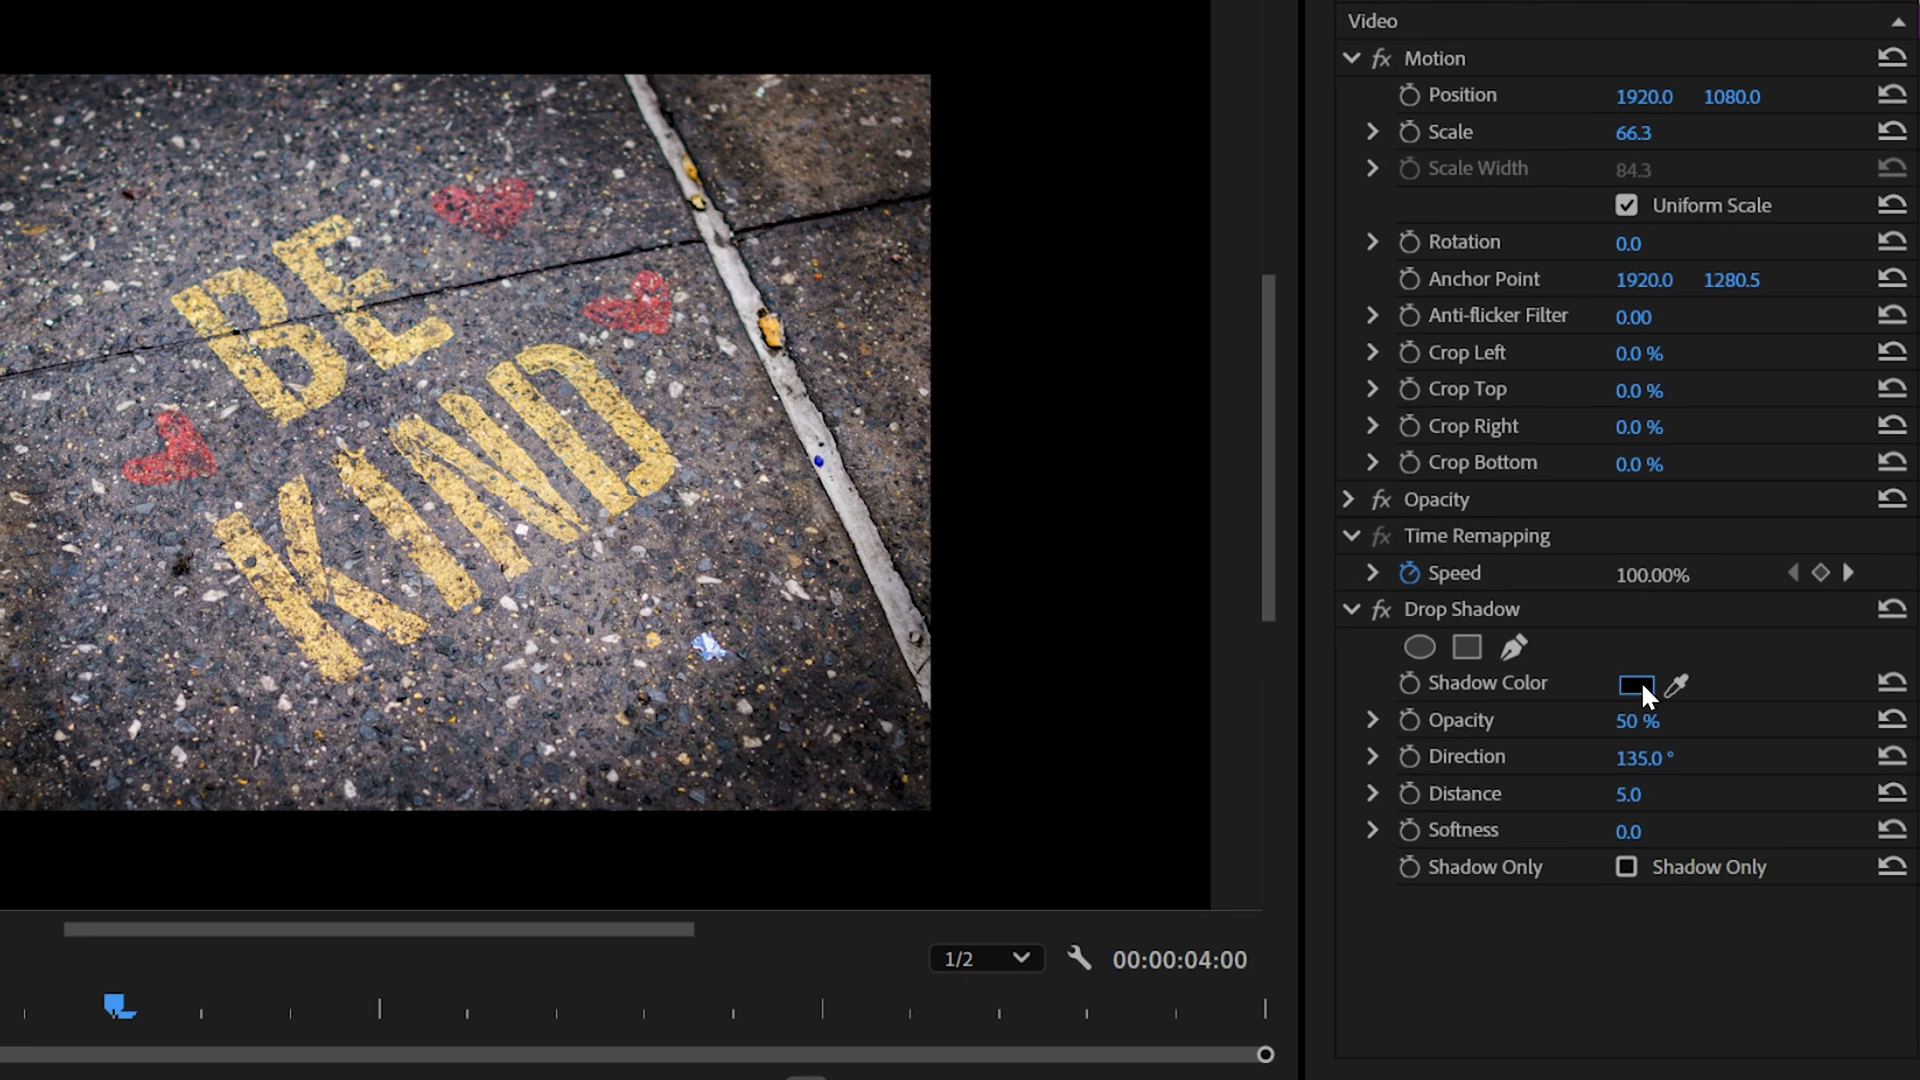 BE
KIND
Video
fx Motion
Position 1920.0 1080.0
Scale 66.3
Scale Width 84.3
Uniform Scale
Rotation 0.0
Anchor Point 1920.0 1280.5
Anti-flicker Filter 0.00
Crop Left 0.0 %
Crop Top 0.0 %
Crop Right 0.0 %
Crop Bottom 0.0 %
fx Opacity
fx Time Remapping
Speed 100.00%
fx Drop Shadow
Shadow Color
Opacity 50 %
Direction 135.0 °
Distance 5.0
Softness 0.0
Shadow Only Shadow Only
1/2 00:00:04:00